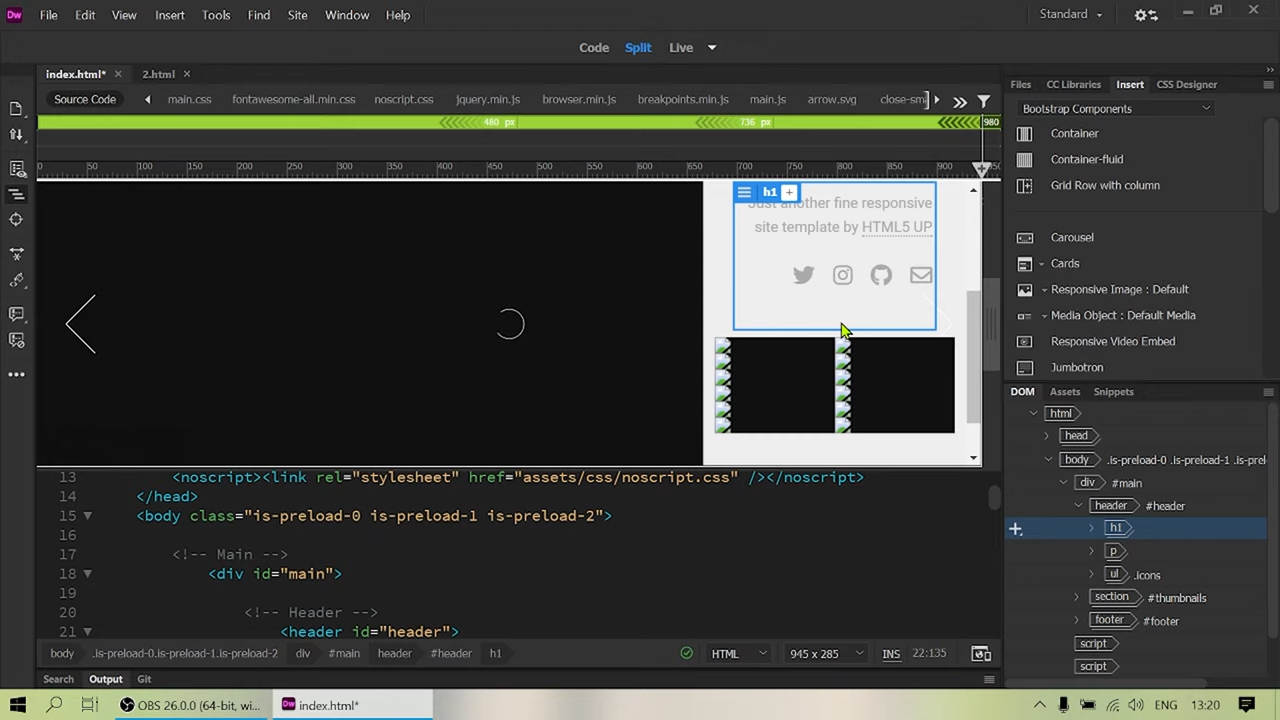 Dw File Edit View Insert Tools Find Site Window Help Standard
Code Split Live
index.html* 2.html
Source Code main.css fontawesome-all.min.css noscript.css jquery.min.js browser.min.js breakpoints.min.js main.js arrow.svg close-sm
480 px 736 px 980
0 50 100 150 200 250 300 350 400 450 500 550 600 650 700 750 800 850 900
h1 +
Just another fine responsive
site template by HTML5 UP
13 <noscript><link rel="stylesheet" href="assets/css/noscript.css" /></noscript>
14 </head>
15 <body class="is-preload-0 is-preload-1 is-preload-2">
16
17 <!-- Main -->
18 <div id="main">
19
20 <!-- Header -->
21 <header id="header">
body .is-preload-0.is-preload-1.is-preload-2 div #main #header h1 HTML 945 x 285 INS 22:135
Search Output Git
Files CC Libraries Insert CSS Designer
Bootstrap Components
Container
Container-fluid
Grid Row with column
Carousel
Cards
Responsive Image : Default
Media Object : Default Media
Responsive Video Embed
Jumbotron
DOM Assets Snippets
html
head
body .is-preload-0 .is-preload-1 .is-prel
div #main
header #header
h1
p
ul .icons
section #thumbnails
footer #footer
script
script
OBS 26.0.0 (64-bit, wi... Dw index.html* ENG 13:20